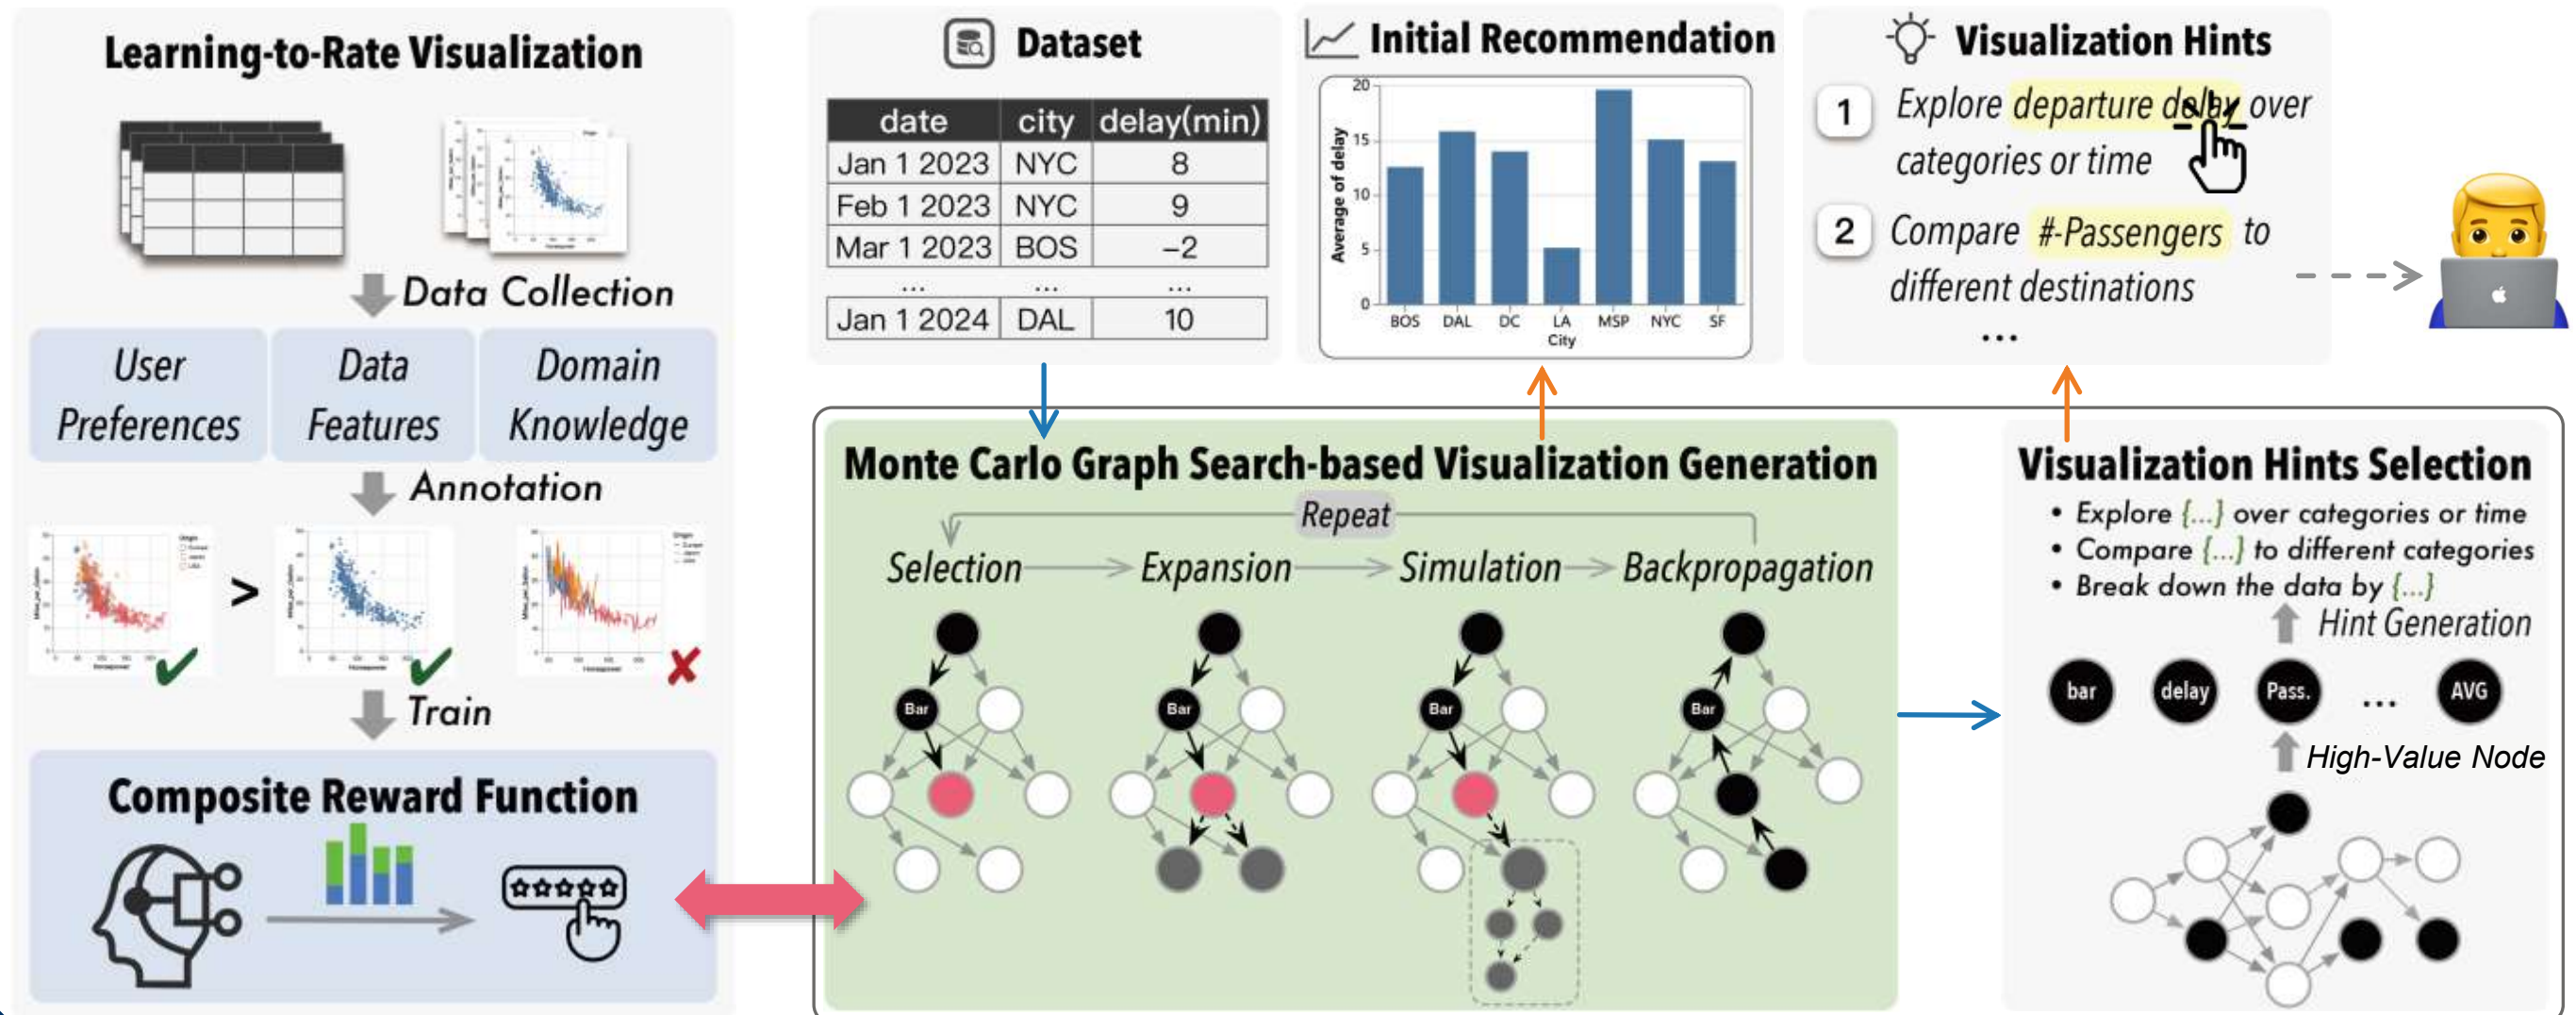 Learning-to-Rate Visualization
Data Collection
User
Preferences
Data
Features
Domain
Knowledge
Annotation
>
Train
Composite Reward Function
Dataset
date city delay(min)
Jan 1 2023 NYC 8
Feb 1 2023 NYC 9
Mar 1 2023 BOS –2
... ... ...
Jan 1 2024 DAL 10
Initial Recommendation
Average of delay
20
15
10
5
0
BOS DAL DC LA MSP NYC SF
City
Visualization Hints
1 Explore departure delay over
categories or time
2 Compare #-Passengers to
different destinations
...
Monte Carlo Graph Search-based Visualization Generation
Repeat
Selection Expansion Simulation Backpropagation
Bar Bar Bar Bar
Visualization Hints Selection
• Explore {...} over categories or time
• Compare {...} to different categories
• Break down the data by {...}
Hint Generation
bar delay Pass. ... AVG
High-Value Node